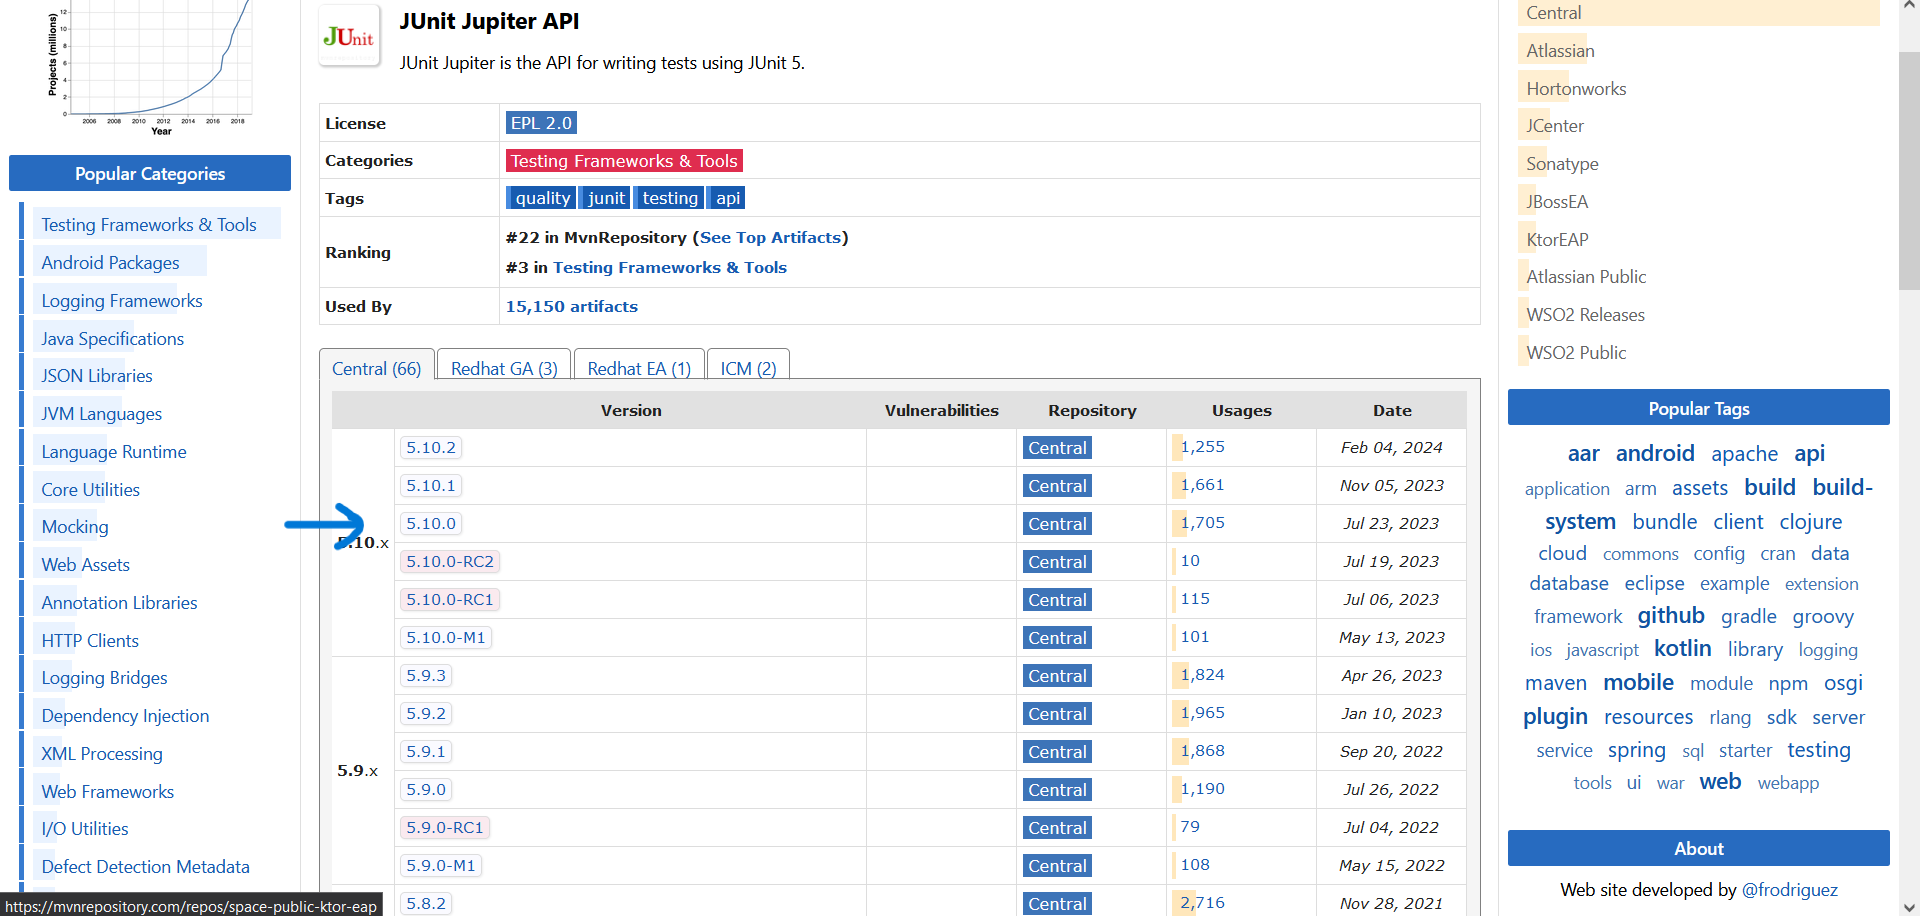 Projects (millions)
12
10
8
6
4
2
0
2006 2008 2010 2012 2014 2016 2018
Year
Popular Categories
Testing Frameworks & Tools
Android Packages
Logging Frameworks
Java Specifications
JSON Libraries
JVM Languages
Language Runtime
Core Utilities
Mocking
Web Assets
Annotation Libraries
HTTP Clients
Logging Bridges
Dependency Injection
XML Processing
Web Frameworks
I/O Utilities
Defect Detection Metadata
https://mvnrepository.com/repos/space-public-ktor-eap
JUnit
JUnit Jupiter API
JUnit Jupiter is the API for writing tests using JUnit 5.
License EPL 2.0
Categories Testing Frameworks & Tools
Tags quality junit testing api
Ranking #22 in MvnRepository (See Top Artifacts)
#3 in Testing Frameworks & Tools
Used By 15,150 artifacts
Central (66) Redhat GA (3) Redhat EA (1) ICM (2)
Version Vulnerabilities Repository Usages Date
5.10.x
5.10.2 Central 1,255 Feb 04, 2024
5.10.1 Central 1,661 Nov 05, 2023
5.10.0 Central 1,705 Jul 23, 2023
5.10.0-RC2 Central 10 Jul 19, 2023
5.10.0-RC1 Central 115 Jul 06, 2023
5.10.0-M1 Central 101 May 13, 2023
5.9.x
5.9.3 Central 1,824 Apr 26, 2023
5.9.2 Central 1,965 Jan 10, 2023
5.9.1 Central 1,868 Sep 20, 2022
5.9.0 Central 1,190 Jul 26, 2022
5.9.0-RC1 Central 79 Jul 04, 2022
5.9.0-M1 Central 108 May 15, 2022
5.8.2 Central 2,716 Nov 28, 2021
Central
Atlassian
Hortonworks
JCenter
Sonatype
JBossEA
KtorEAP
Atlassian Public
WSO2 Releases
WSO2 Public
Popular Tags
aar android apache api
application arm assets build build-
system bundle client clojure
cloud commons config cran data
database eclipse example extension
framework github gradle groovy
ios javascript kotlin library logging
maven mobile module npm osgi
plugin resources rlang sdk server
service spring sql starter testing
tools ui war web webapp
About
Web site developed by @frodriguez